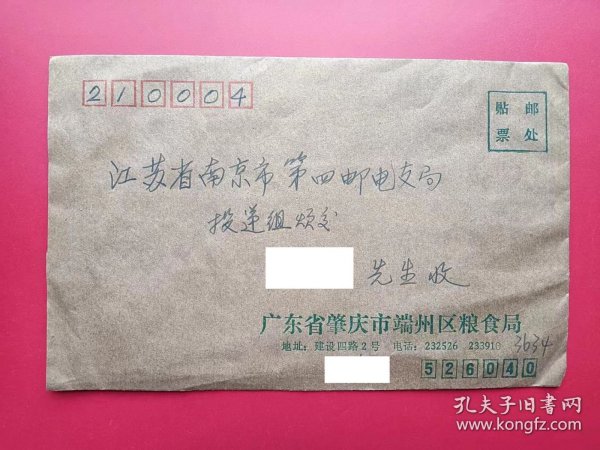 210004
贴邮
票处
江苏省南京市第四邮电支局
投递组烦交
先生收
广东省肇庆市端州区粮食局
地址：建设四路2号 电话：232526 233910 3634
526040
孔夫子旧书网
www.kongfz.com